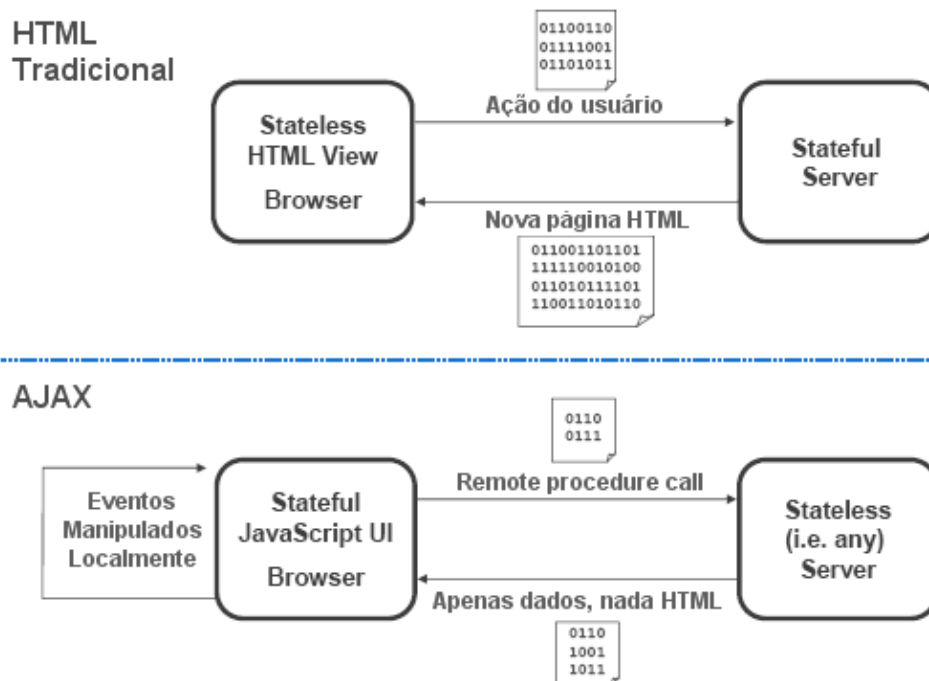 HTML
Tradicional
01100110
01111001
01101011
Ação do usuário
Stateless
HTML View
Browser
Stateful
Server
Nova página HTML
011001101101
111110010100
011010111101
110011010110
AJAX
0110
0111
Remote procedure call
Eventos
Manipulados
Localmente
Stateful
JavaScript UI
Browser
Stateless
(i.e. any)
Server
Apenas dados, nada HTML
0110
1001
1011